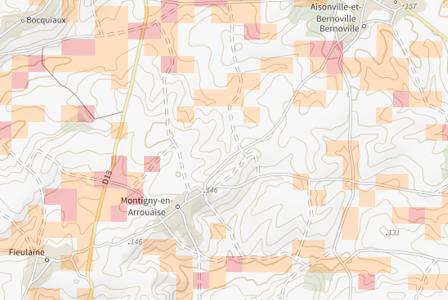 Aisonville-et-
Bernoville
Bernoville
157
Bocquiaux
D13
146
Montigny-en-
Arrouaise
146
131
Fieulaine